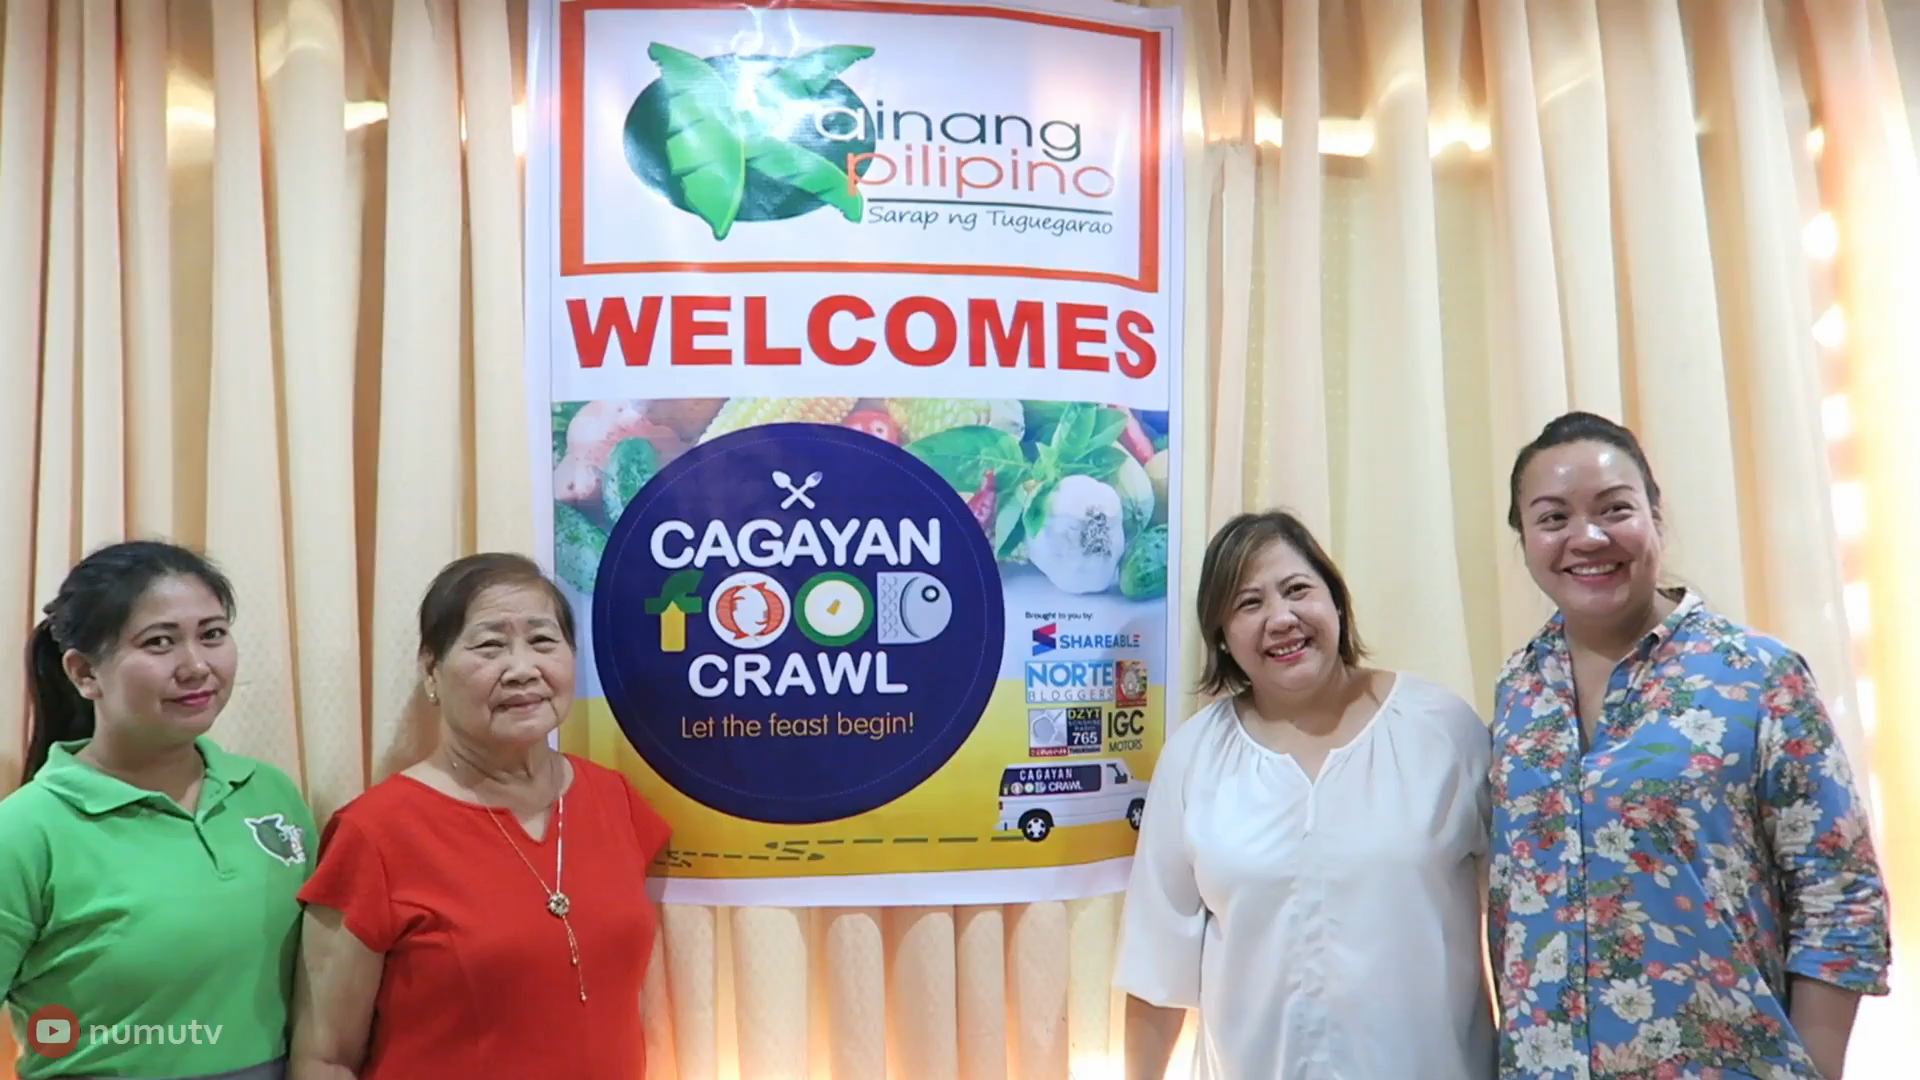 Kainang
pilipino
Sarap ng Tuguegarao
WELCOMES
CAGAYAN
fOOD
CRAWL
Let the feast begin!
Brought to you by:
SHAREABLE
NORTE
BLOGGERS
DZYT
765
IGC
MOTORS
CAGAYAN
FOOD CRAWL
numutv